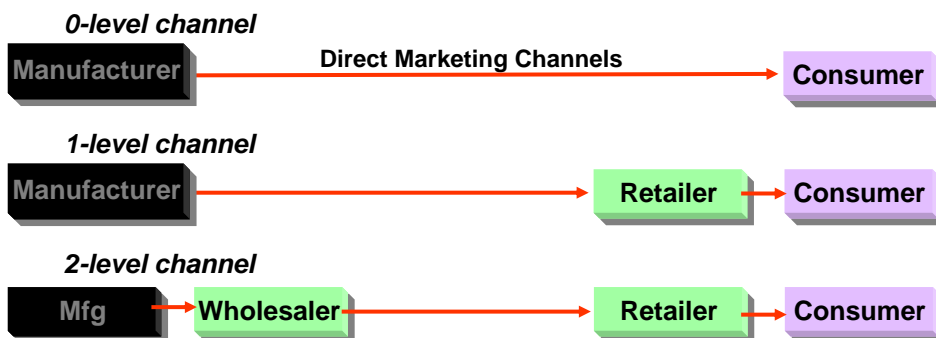 0-level channel
Manufacturer Direct Marketing Channels Consumer
1-level channel
Manufacturer Retailer Consumer
2-level channel
Mfg Wholesaler Retailer Consumer